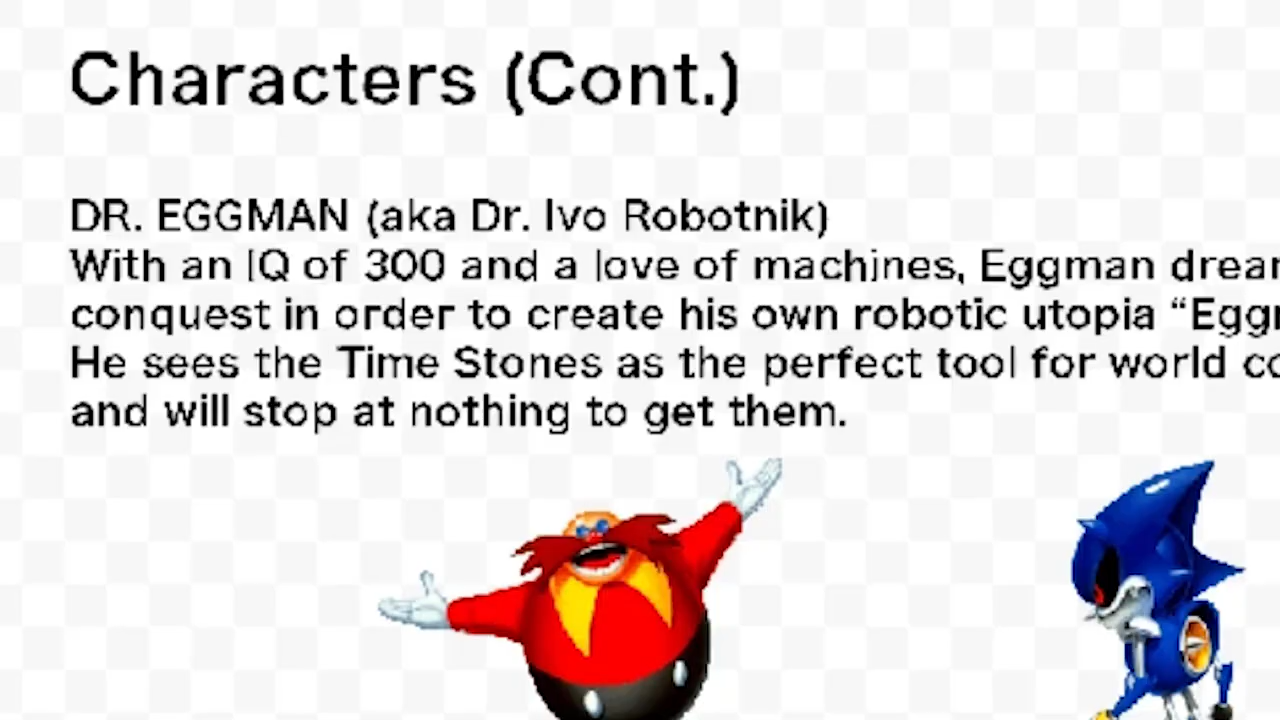 Characters (Cont.)
DR. EGGMAN (aka Dr. Ivo Robotnik)
With an IQ of 300 and a love of machines, Eggman
conquest in order to create his own robotic utopia
He sees the Time Stones as the perfect tool for world
and will stop at nothing to get them.